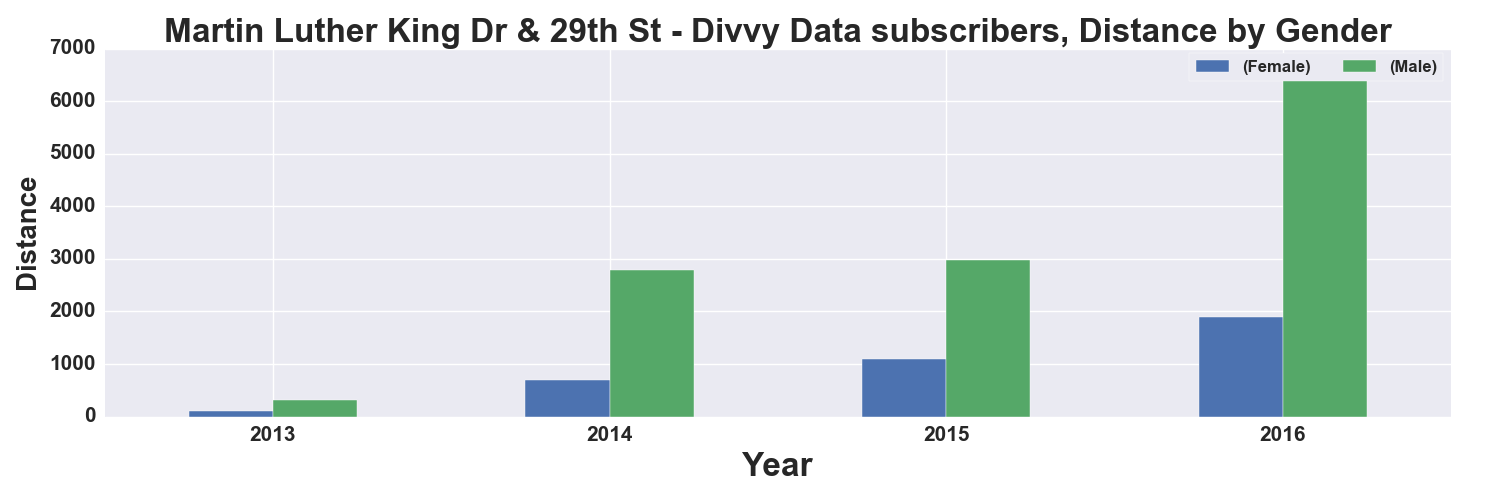 Martin Luther King Dr & 29th St - Divvy Data subscribers, Distance by Gender
7000
6000
5000
4000
3000
2000
1000
0
Distance
(Female) (Male)
2013 2014 2015 2016
Year